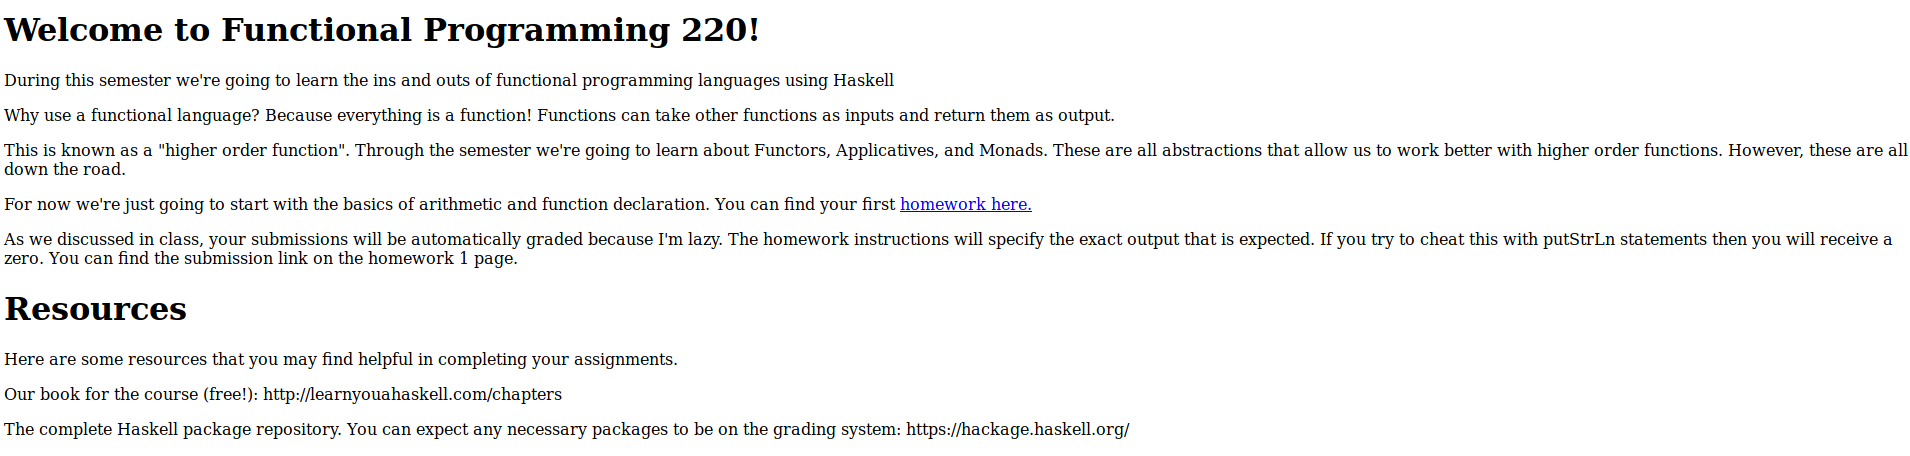 Welcome to Functional Programming 220!
During this semester we're going to learn the ins and outs of functional programming languages using Haskell
Why use a functional language? Because everything is a function! Functions can take other functions as inputs and return them as output.
This is known as a "higher order function". Through the semester we're going to learn about Functors, Applicatives, and Monads. These are all abstractions that allow us to work better with higher order functions. However, these are all
down the road.
For now we're just going to start with the basics of arithmetic and function declaration. You can find your first homework here.
As we discussed in class, your submissions will be automatically graded because I'm lazy. The homework instructions will specify the exact output that is expected. If you try to cheat this with putStrLn statements then you will receive a
zero. You can find the submission link on the homework 1 page.
Resources
Here are some resources that you may find helpful in completing your assignments.
Our book for the course (free!): http://learnyouahaskell.com/chapters
The complete Haskell package repository. You can expect any necessary packages to be on the grading system: https://hackage.haskell.org/